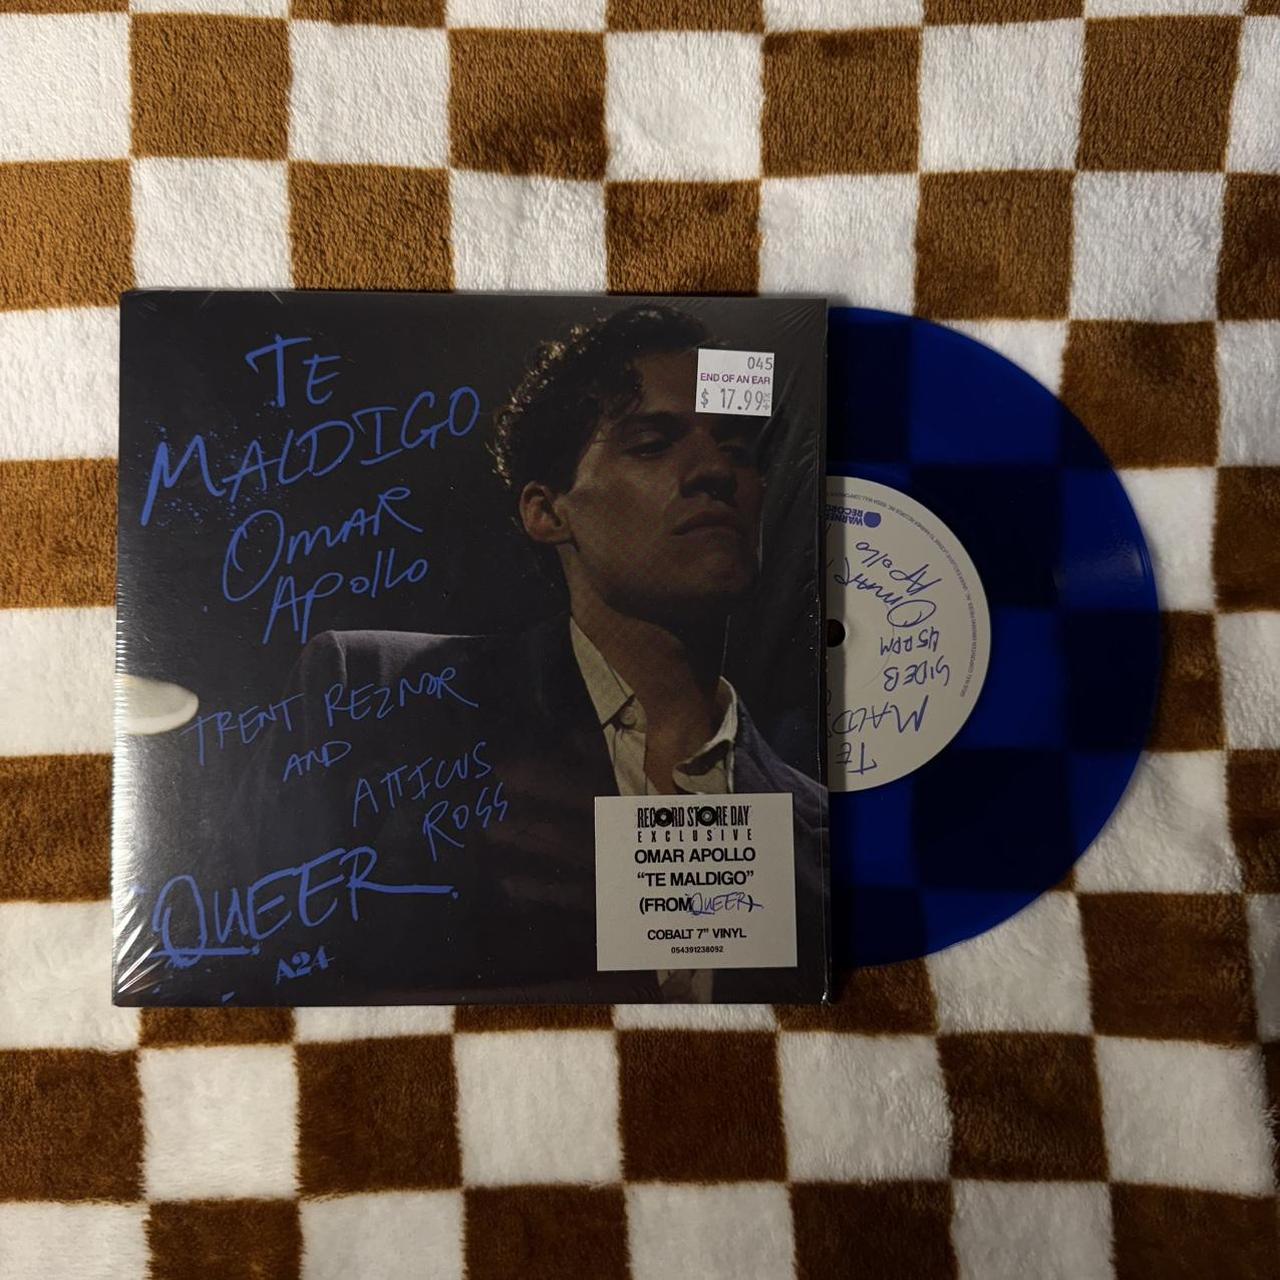 TE
MALDIGO
OMAR
APOLLO
TRENT REZNOR
AND
ATTICUS
ROSS
QUEER
A24
045
END OF AN EAR
$ 17.99
RECORD STORE DAY
EXCLUSIVE
OMAR APOLLO
“TE MALDIGO”
(FROM QUEER)
COBALT 7” VINYL
054391238092
TE
SIDE B
45 RPM
OMAR
APOLLO